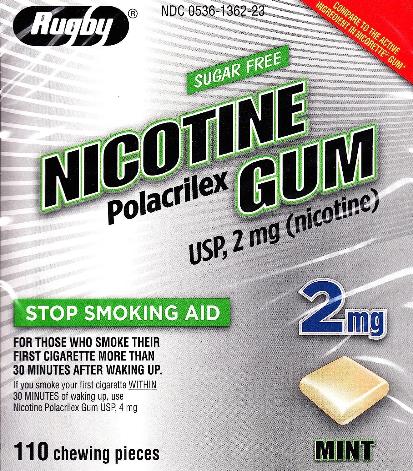 Rugby®
NDC 0536-1362-23
COMPARE TO THE ACTIVE
INGREDIENT IN NICORETTE® GUM
SUGAR FREE
NICOTINE
Polacrilex GUM
USP, 2 mg (nicotine)
STOP SMOKING AID
2mg
FOR THOSE WHO SMOKE THEIR
FIRST CIGARETTE MORE THAN
30 MINUTES AFTER WAKING UP.
If you smoke your first cigarette WITHIN
30 MINUTES of waking up, use
Nicotine Polacrilex Gum USP, 4 mg
110 chewing pieces
MINT